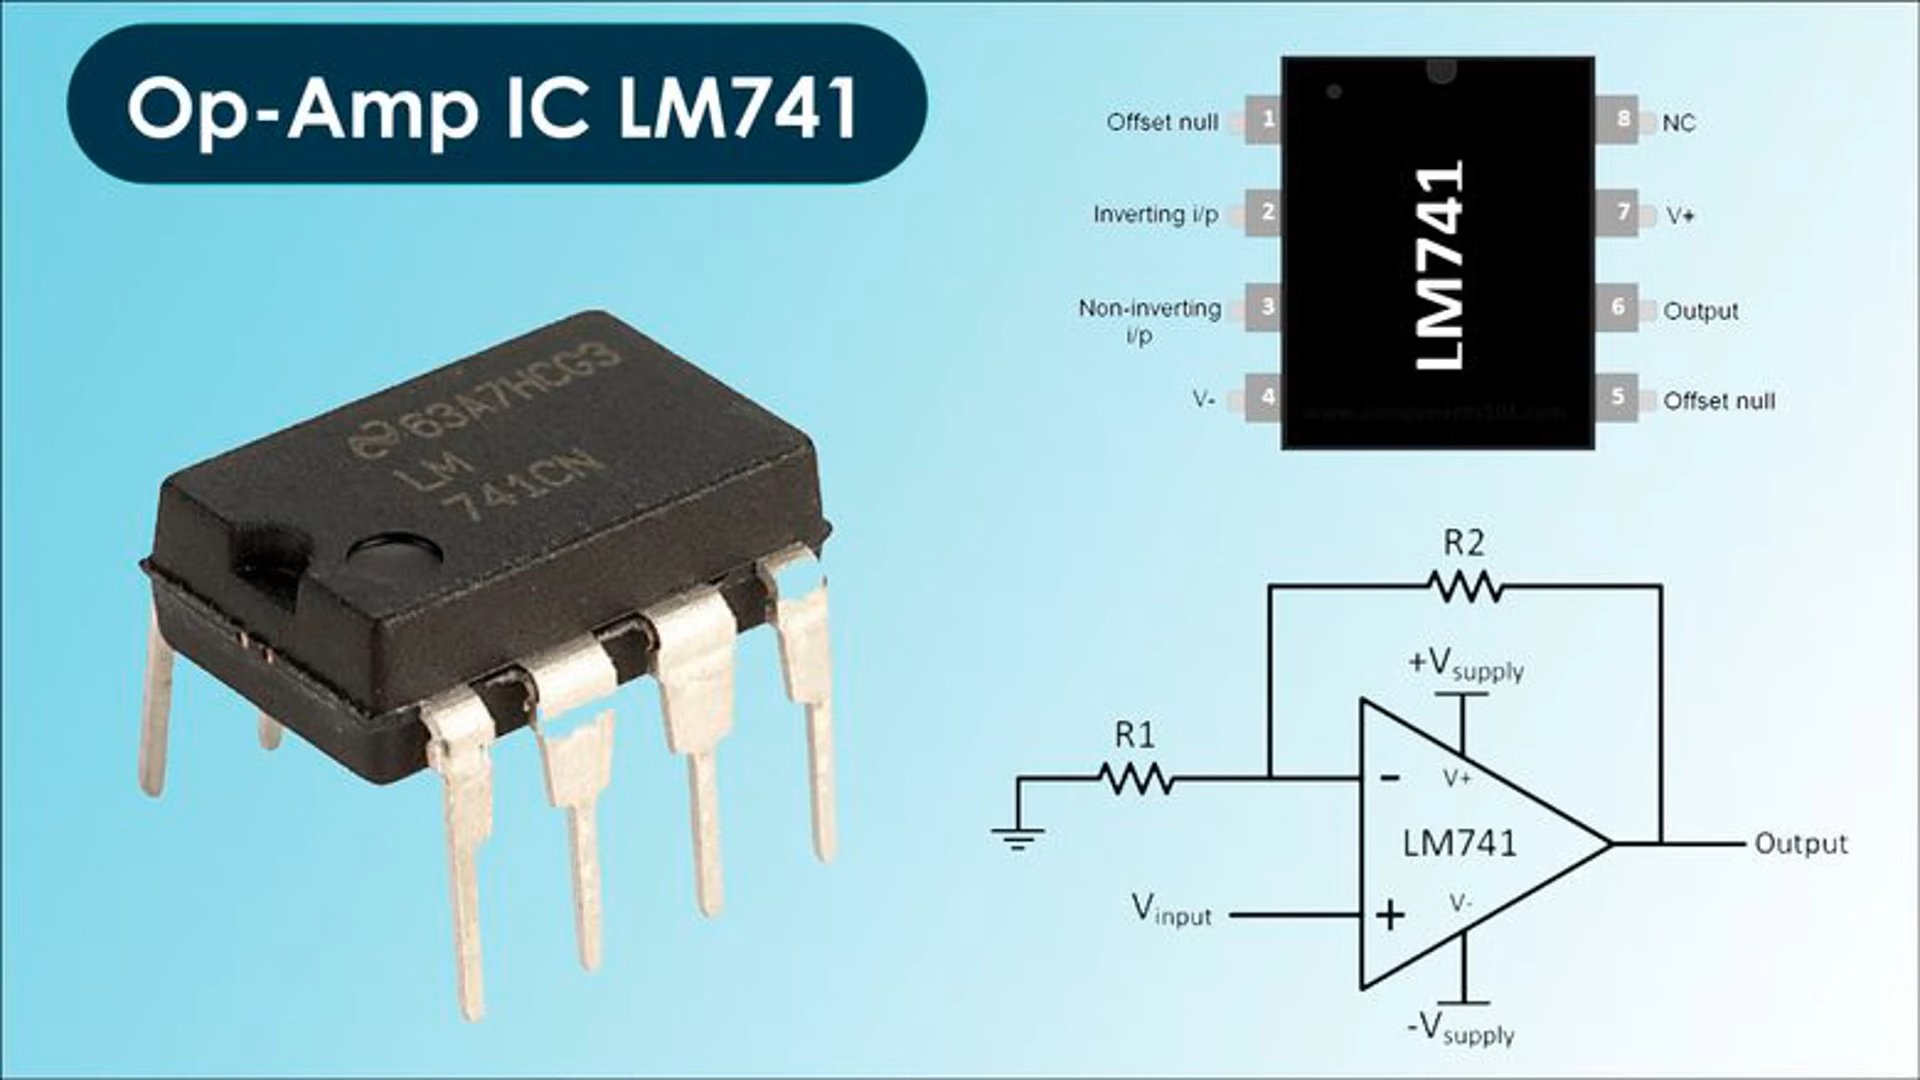 Op-Amp IC LM741
63A7HCG3
LM
741CN
Offset null
Inverting i/p
Non-inverting
i/p
V-
1
2
3
4
LM741
8
7
6
5
NC
V+
Output
Offset null
R2
+Vsupply
R1
-
V+
LM741
Output
Vinput
+
V-
-Vsupply